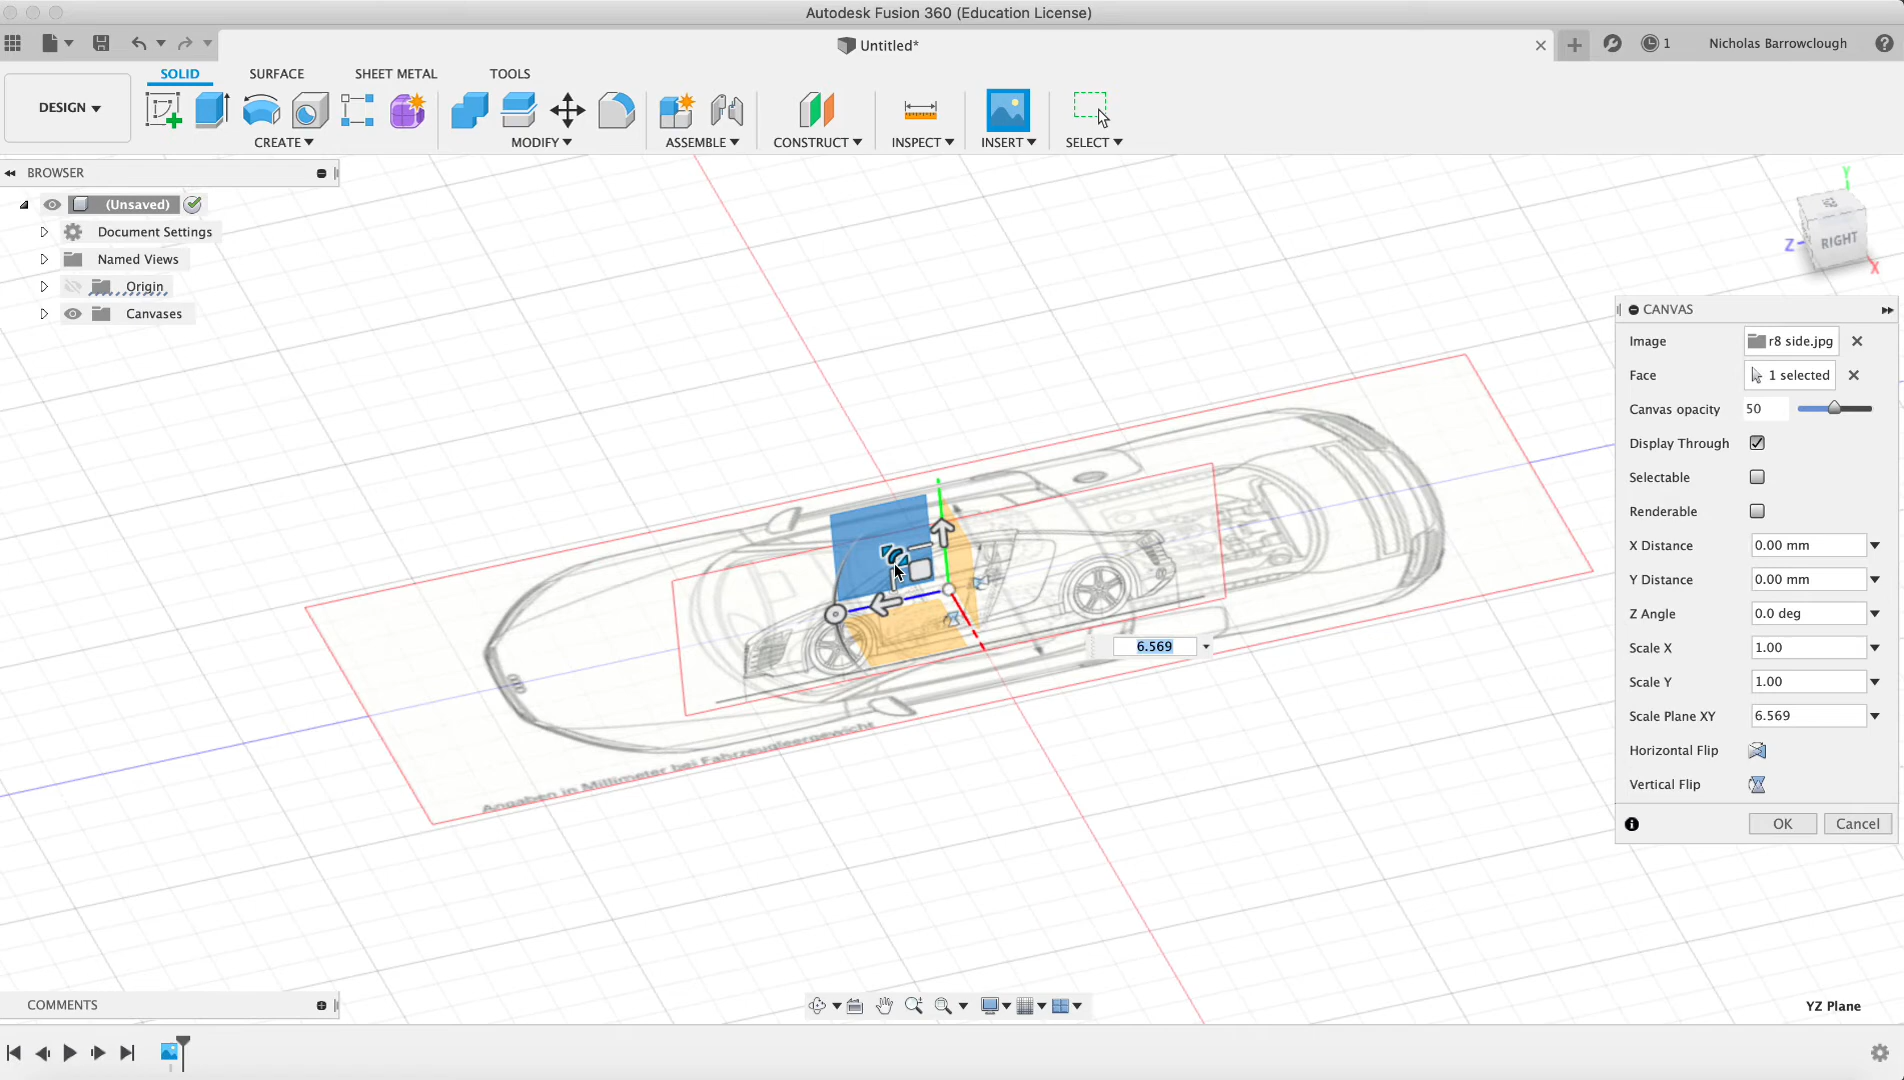 Autodesk Fusion 360 (Education License)
Untitled*
1
Nicholas Barrowclough
DESIGN
SOLID
SURFACE
SHEET METAL
TOOLS
CREATE
MODIFY
ASSEMBLE
CONSTRUCT
INSPECT
INSERT
SELECT
BROWSER
(Unsaved)
Document Settings
Named Views
Origin
Canvases
Y
Z
RIGHT
X
CANVAS
Image r8 side.jpg
Face 1 selected
Canvas opacity 50
Display Through
Selectable
Renderable
X Distance 0.00 mm
Y Distance 0.00 mm
Z Angle 0.0 deg
Scale X 1.00
Scale Y 1.00
Scale Plane XY 6.569
Horizontal Flip
Vertical Flip
OK Cancel
6.569
Angaben in Millimeter bei Fahrzeugleergewicht
COMMENTS
YZ Plane